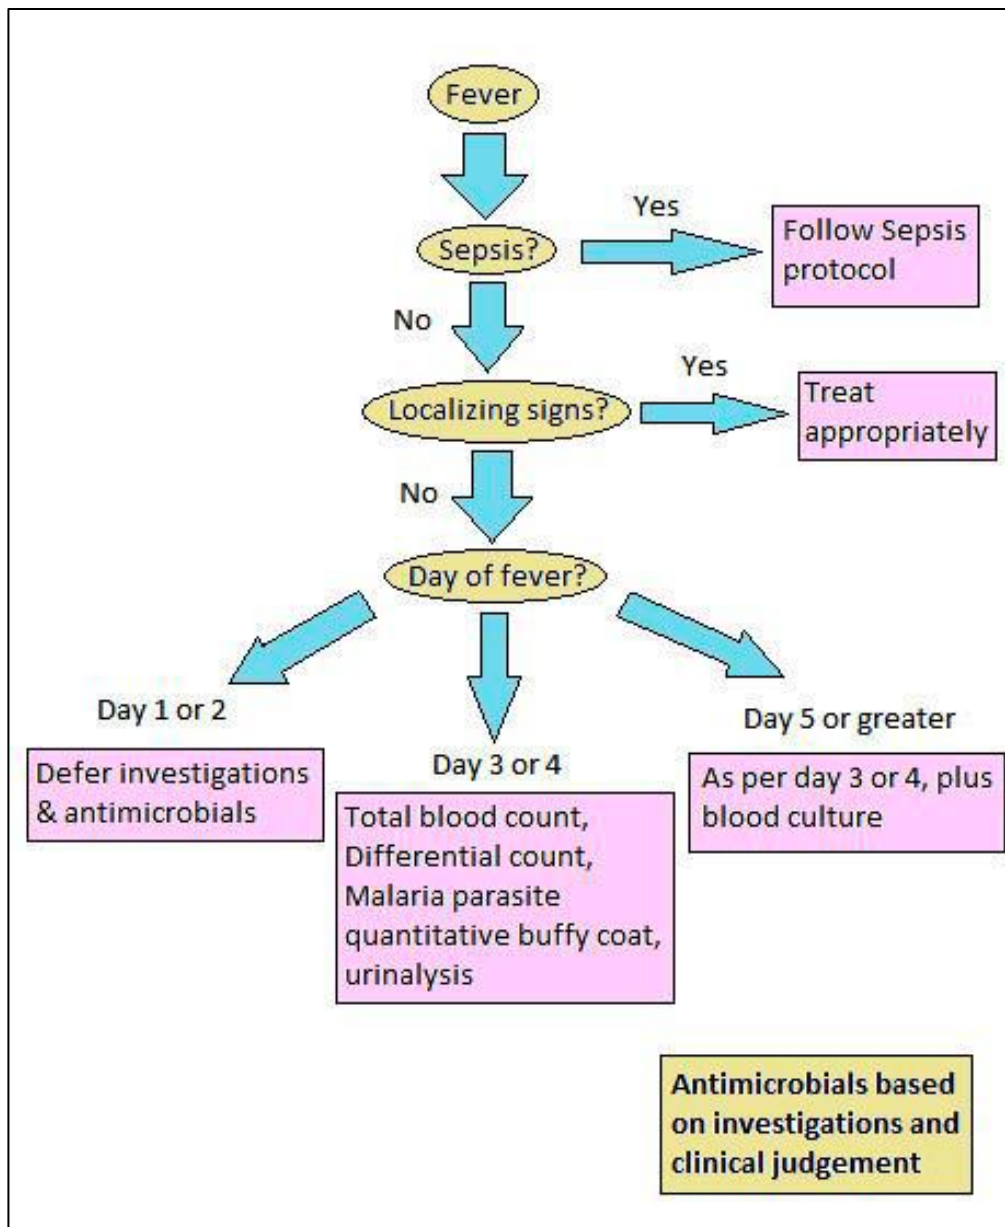 Fever
Sepsis?
Yes
Follow Sepsis
protocol
No
Localizing signs?
Yes
Treat
appropriately
No
Day of fever?
Day 1 or 2
Defer investigations
& antimicrobials
Day 3 or 4
Total blood count,
Differential count,
Malaria parasite
quantitative buffy coat,
urinalysis
Day 5 or greater
As per day 3 or 4, plus
blood culture
Antimicrobials based
on investigations and
clinical judgement